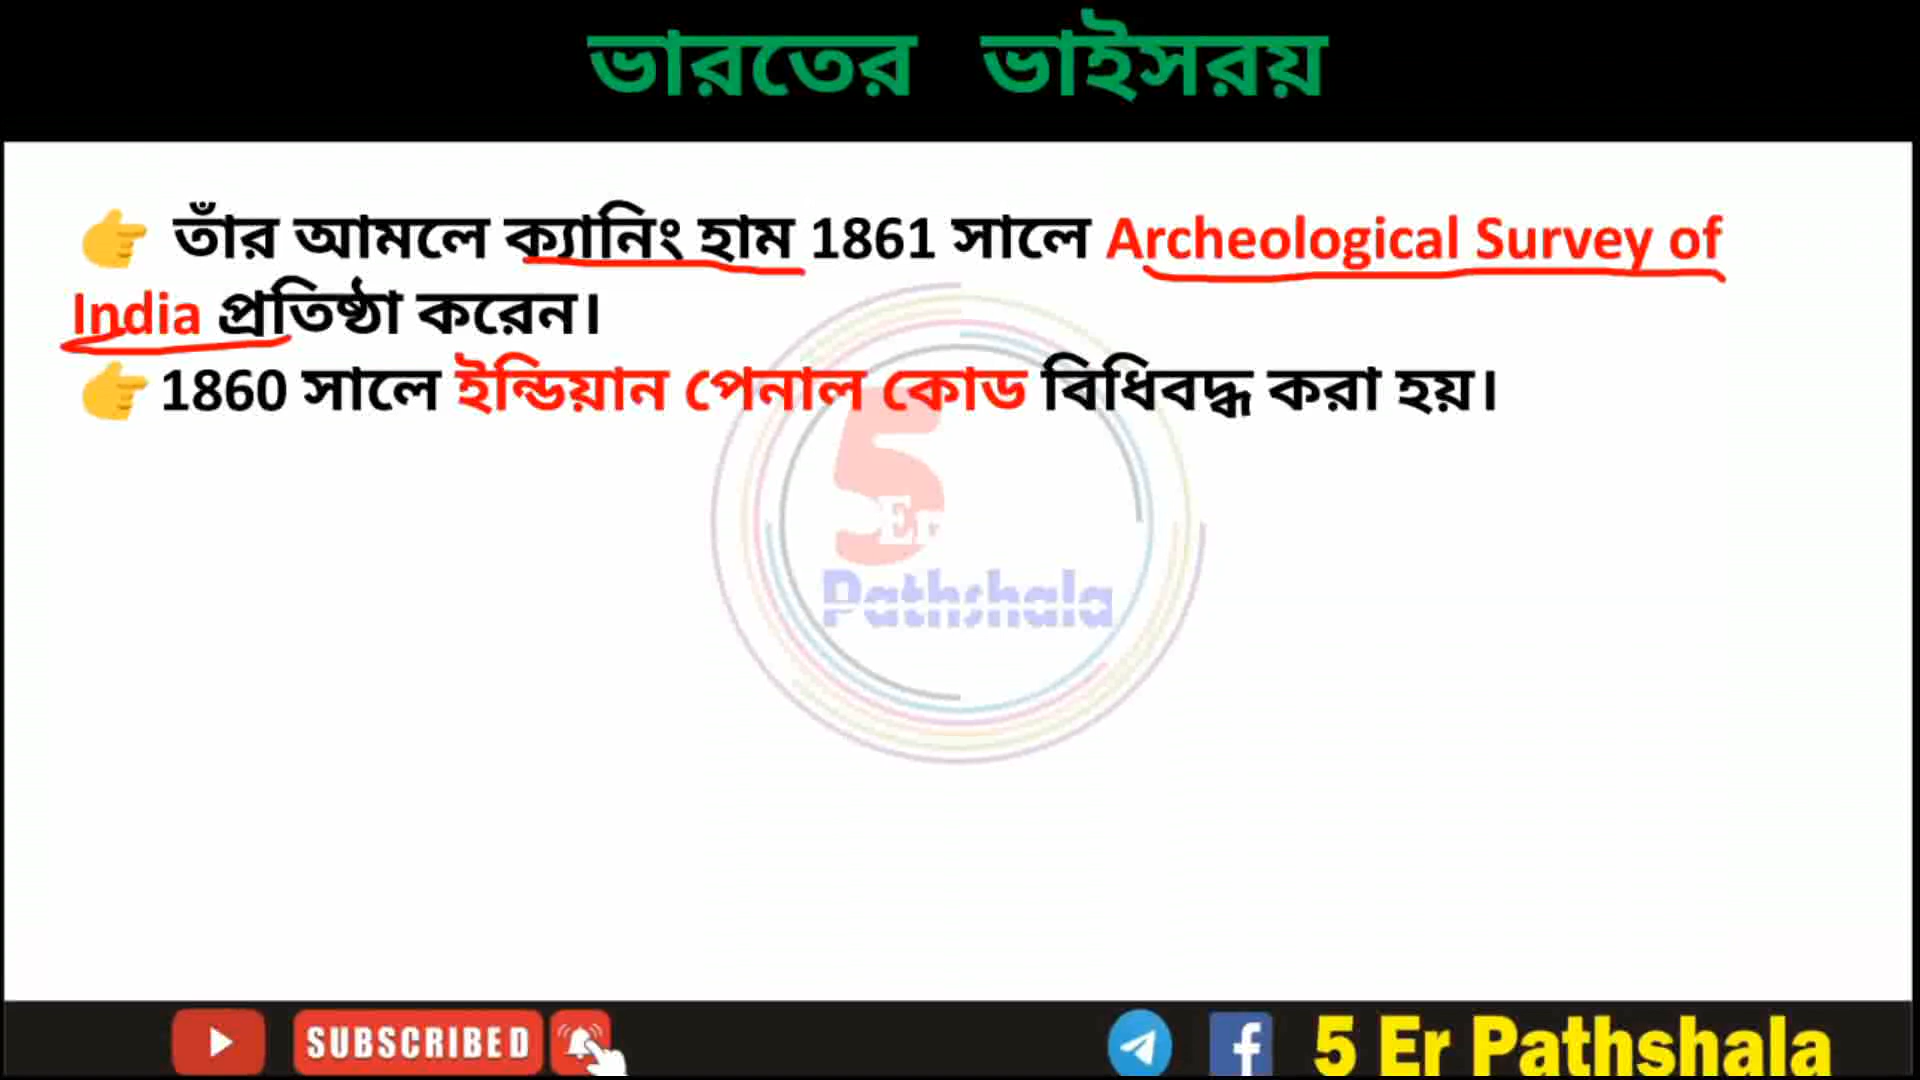 ভারতের ভাইসরয়
👉 তাঁর আমলে ক্যানিং হাম 1861 সালে Archeological Survey of
India প্রতিষ্ঠা করেন।
👉 1860 সালে ইন্ডিয়ান পেনাল কোড বিধিবদ্ধ করা হয়।
5
Er
Pathshala
SUBSCRIBED
5 Er Pathshala